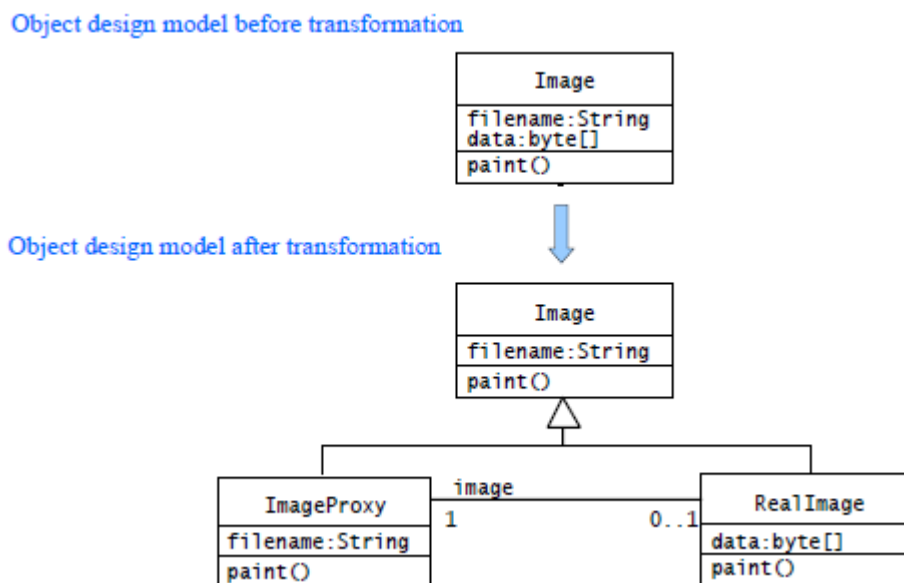 Object design model before transformation
Image
filename:String
data:byte[]
paint()
Object design model after transformation
Image
filename:String
paint()
image
ImageProxy
RealImage
1
0..1
filename:String
data:byte[]
paint()
paint()